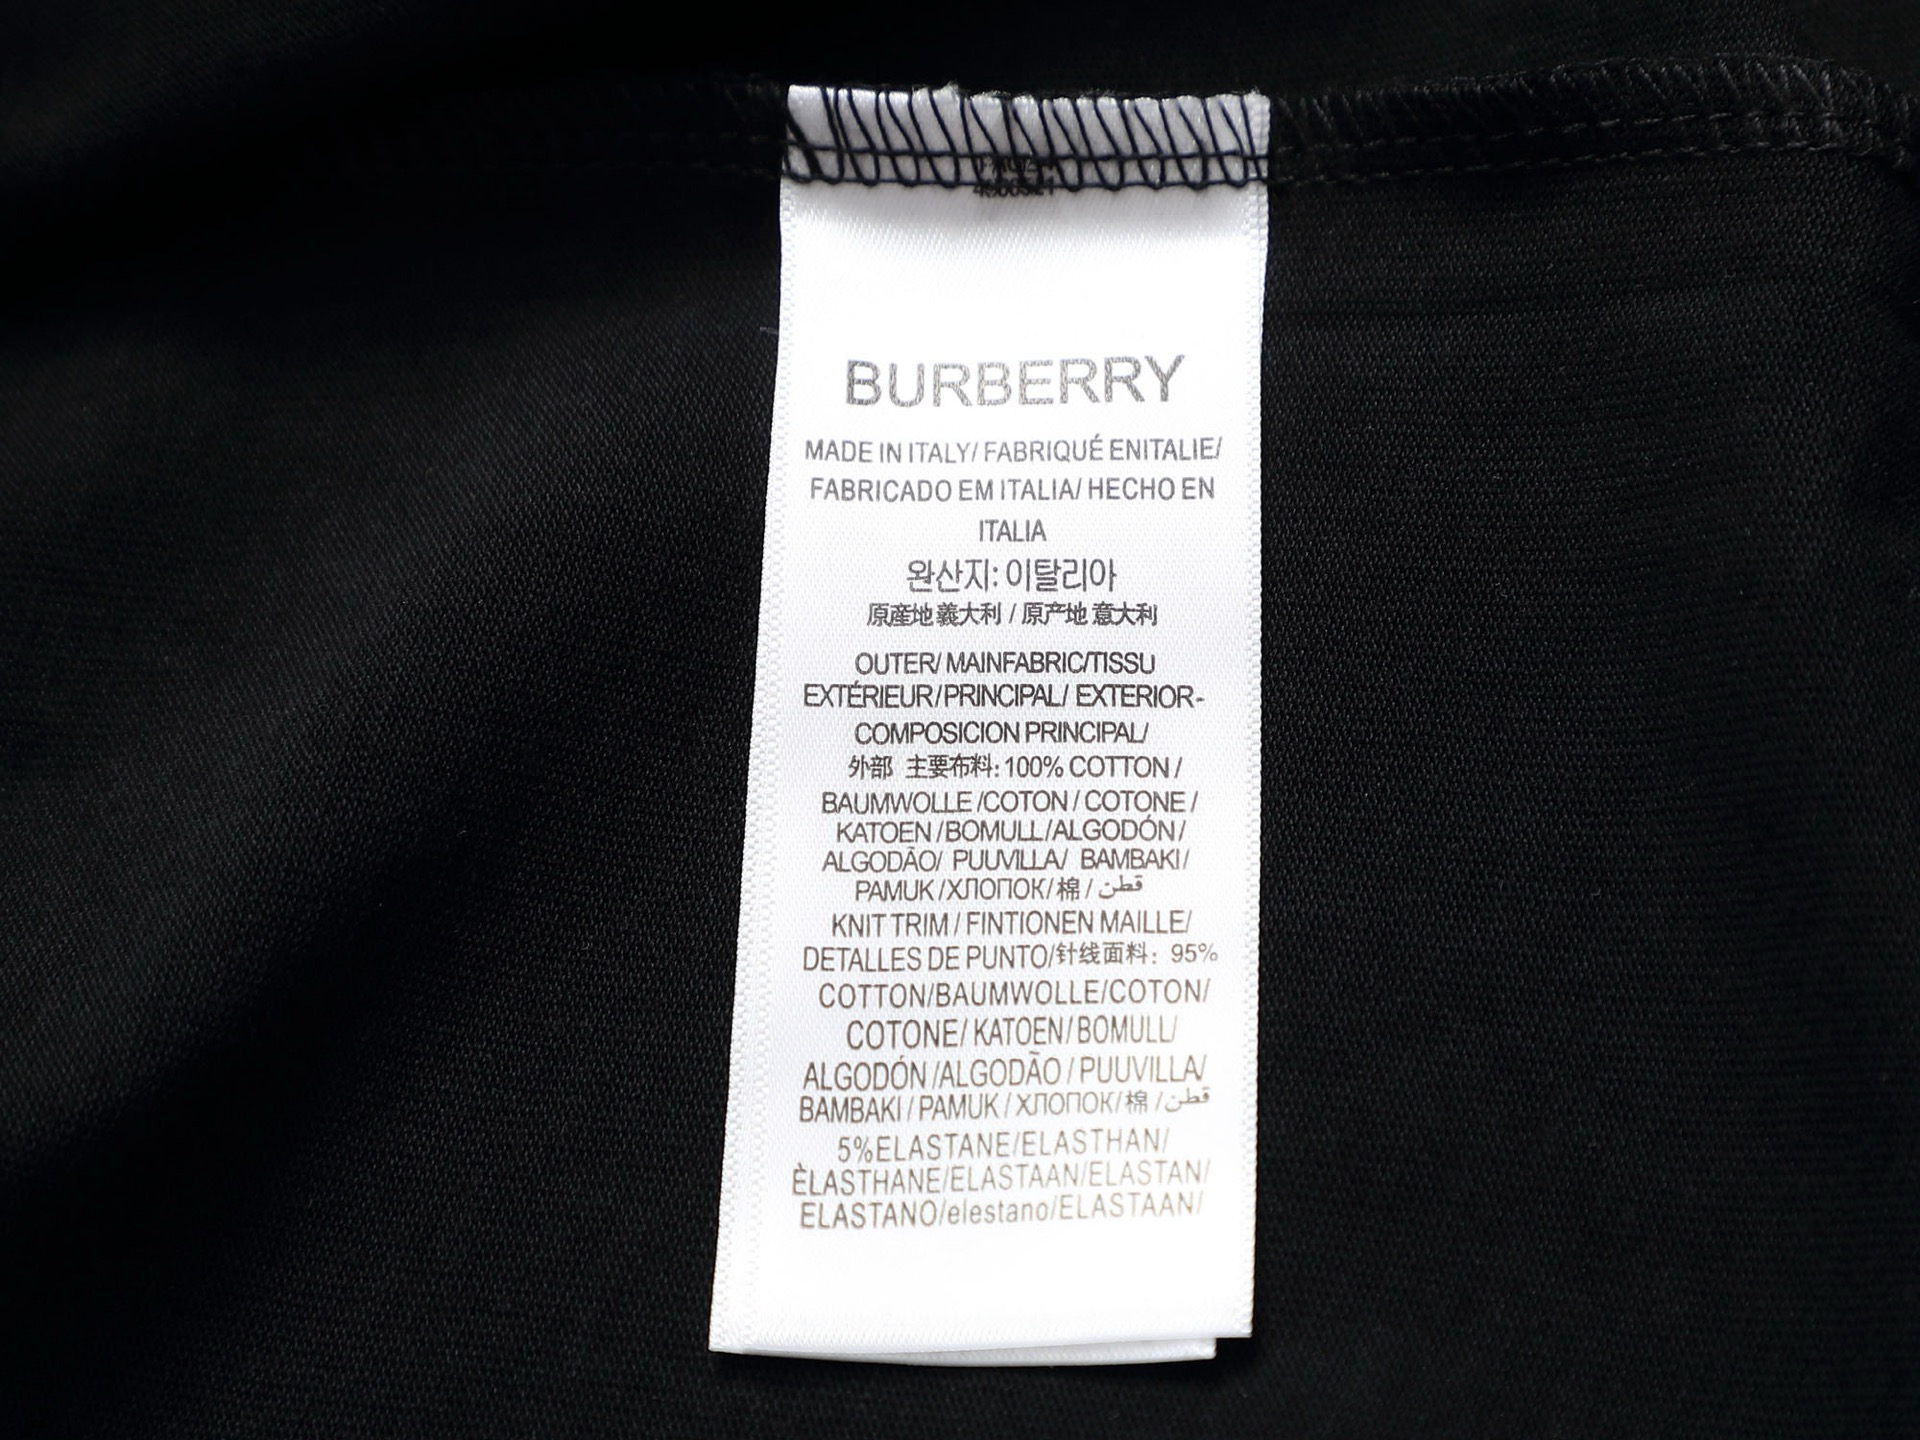 BURBERRY
MADE IN ITALY/ FABRIQUÉ ENITALIE/
FABRICADO EM ITALIA/ HECHO EN
ITALIA
완산지: 이탈리아
原産地 義大利 / 原产地 意大利
OUTER/ MAINFABRIC/TISSU
EXTÉRIEUR/PRINCIPAL/ EXTERIOR-
COMPOSICION PRINCIPAL/
外部 主要布料: 100% COTTON /
BAUMWOLLE /COTON / COTONE /
KATOEN /BOMULL/ALGODÓN /
ALGODÃO/ PUUVILLA/ BAMBAKI /
PAMUK /ХЛОПОК/ 棉 / قطن
KNIT TRIM / FINTIONEN MAILLE/
DETALLES DE PUNTO/针线面料: 95%
COTTON/BAUMWOLLE/COTON/
COTONE/ KATOEN/BOMULL/
ALGODÓN /ALGODÃO / PUUVILLA/
BAMBAKI / PAMUK / ХЛОПОК/ 棉 / قطن
5%ELASTANE/ELASTHAN/
ÈLASTHANE/ELASTAAN/ELASTAN/
ELASTANO/elestano/ELASTAAN/